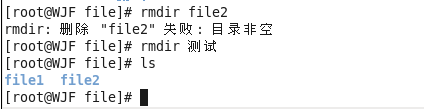 [root@WJF file]# rmdir file2
rmdir: 删除 "file2" 失败：目录非空
[root@WJF file]# rmdir 测试
[root@WJF file]# ls
file1  file2
[root@WJF file]#